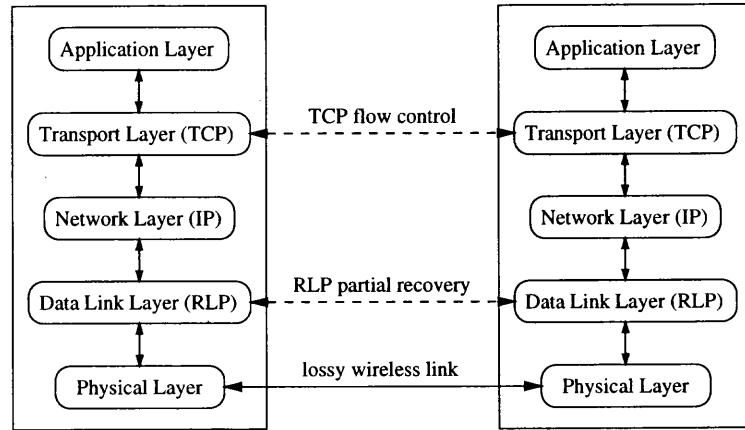 Application Layer
Application Layer
TCP flow control
Transport Layer (TCP)
Transport Layer (TCP)
Network Layer (IP)
Network Layer (IP)
RLP partial recovery
Data Link Layer (RLP)
Data Link Layer (RLP)
lossy wireless link
Physical Layer
Physical Layer